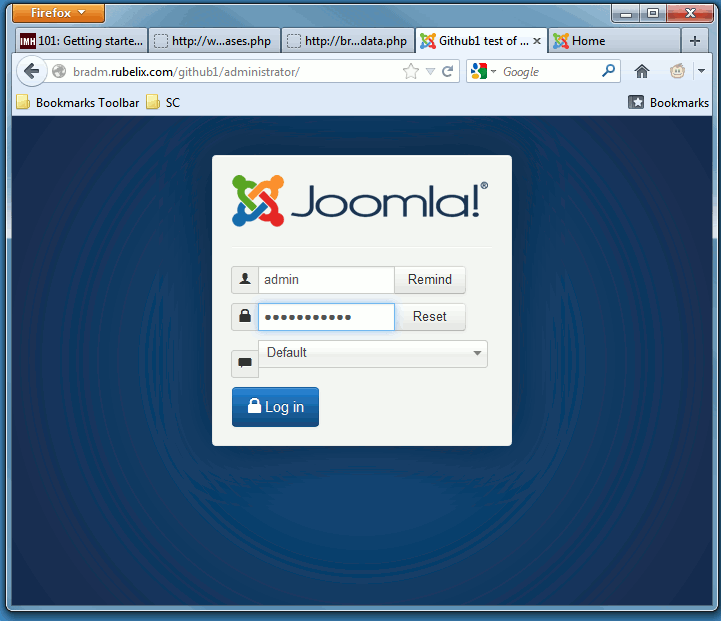 Firefox
101: Getting starte...
http://w...ases.php
http://br...data.php
Github1 test of ...
Home
bradm.rubelix.com/github1/administrator/
Google
Bookmarks Toolbar
SC
Bookmarks
Joomla!®
admin
Remind
Reset
Default
Log in